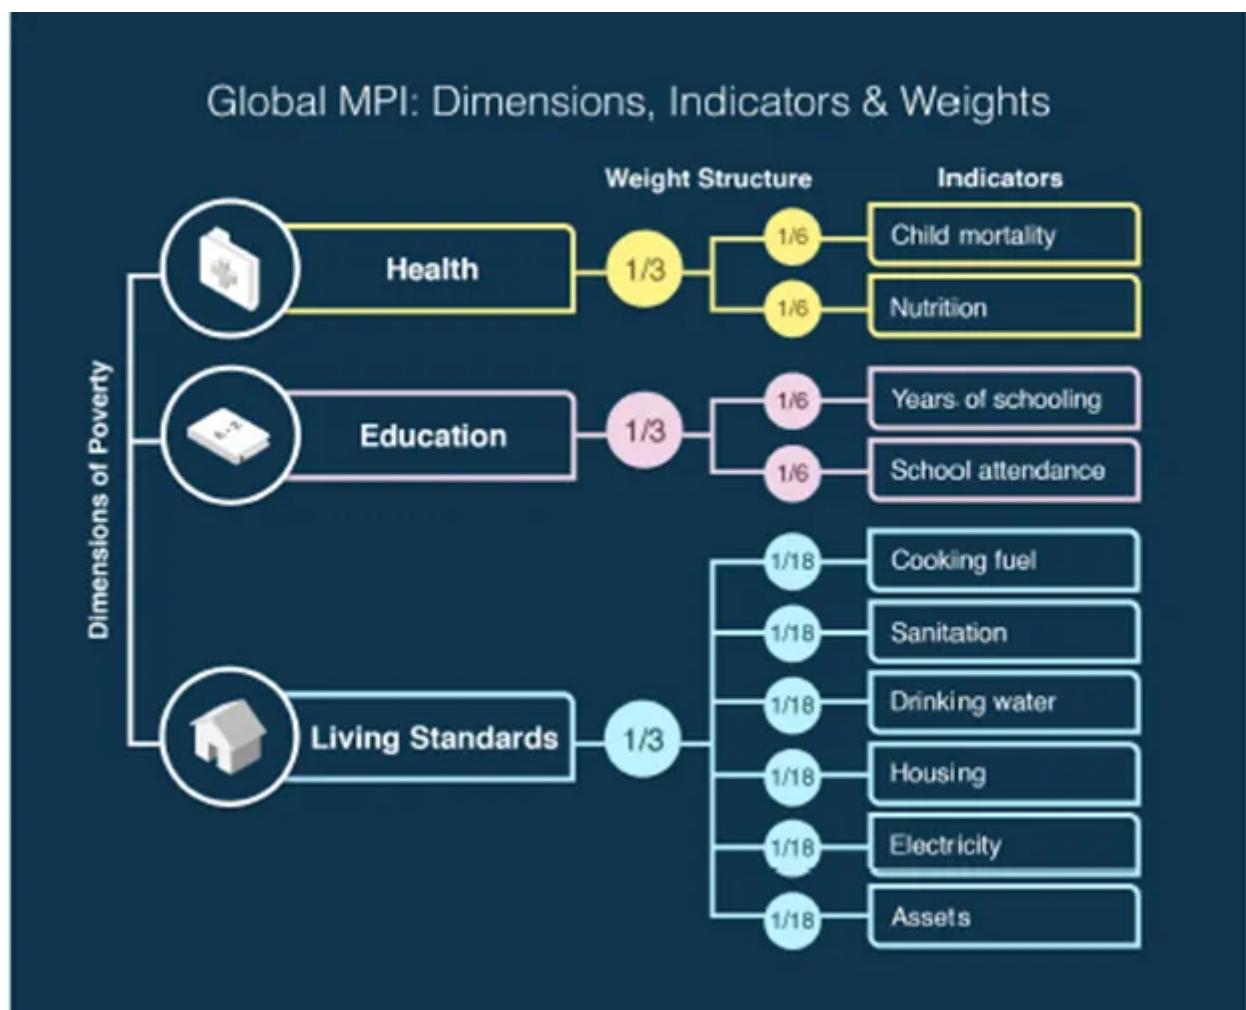 Global MPI: Dimensions, Indicators & Weights
Weight Structure
Indicators
Dimensions of Poverty
Health
1/3
1/6
Child mortality
1/6
Nutrition
A-Z
Education
1/3
1/6
Years of schooling
1/6
School attendance
Living Standards
1/3
1/18
Cooking fuel
1/18
Sanitation
1/18
Drinking water
1/18
Housing
1/18
Electricity
1/18
Assets